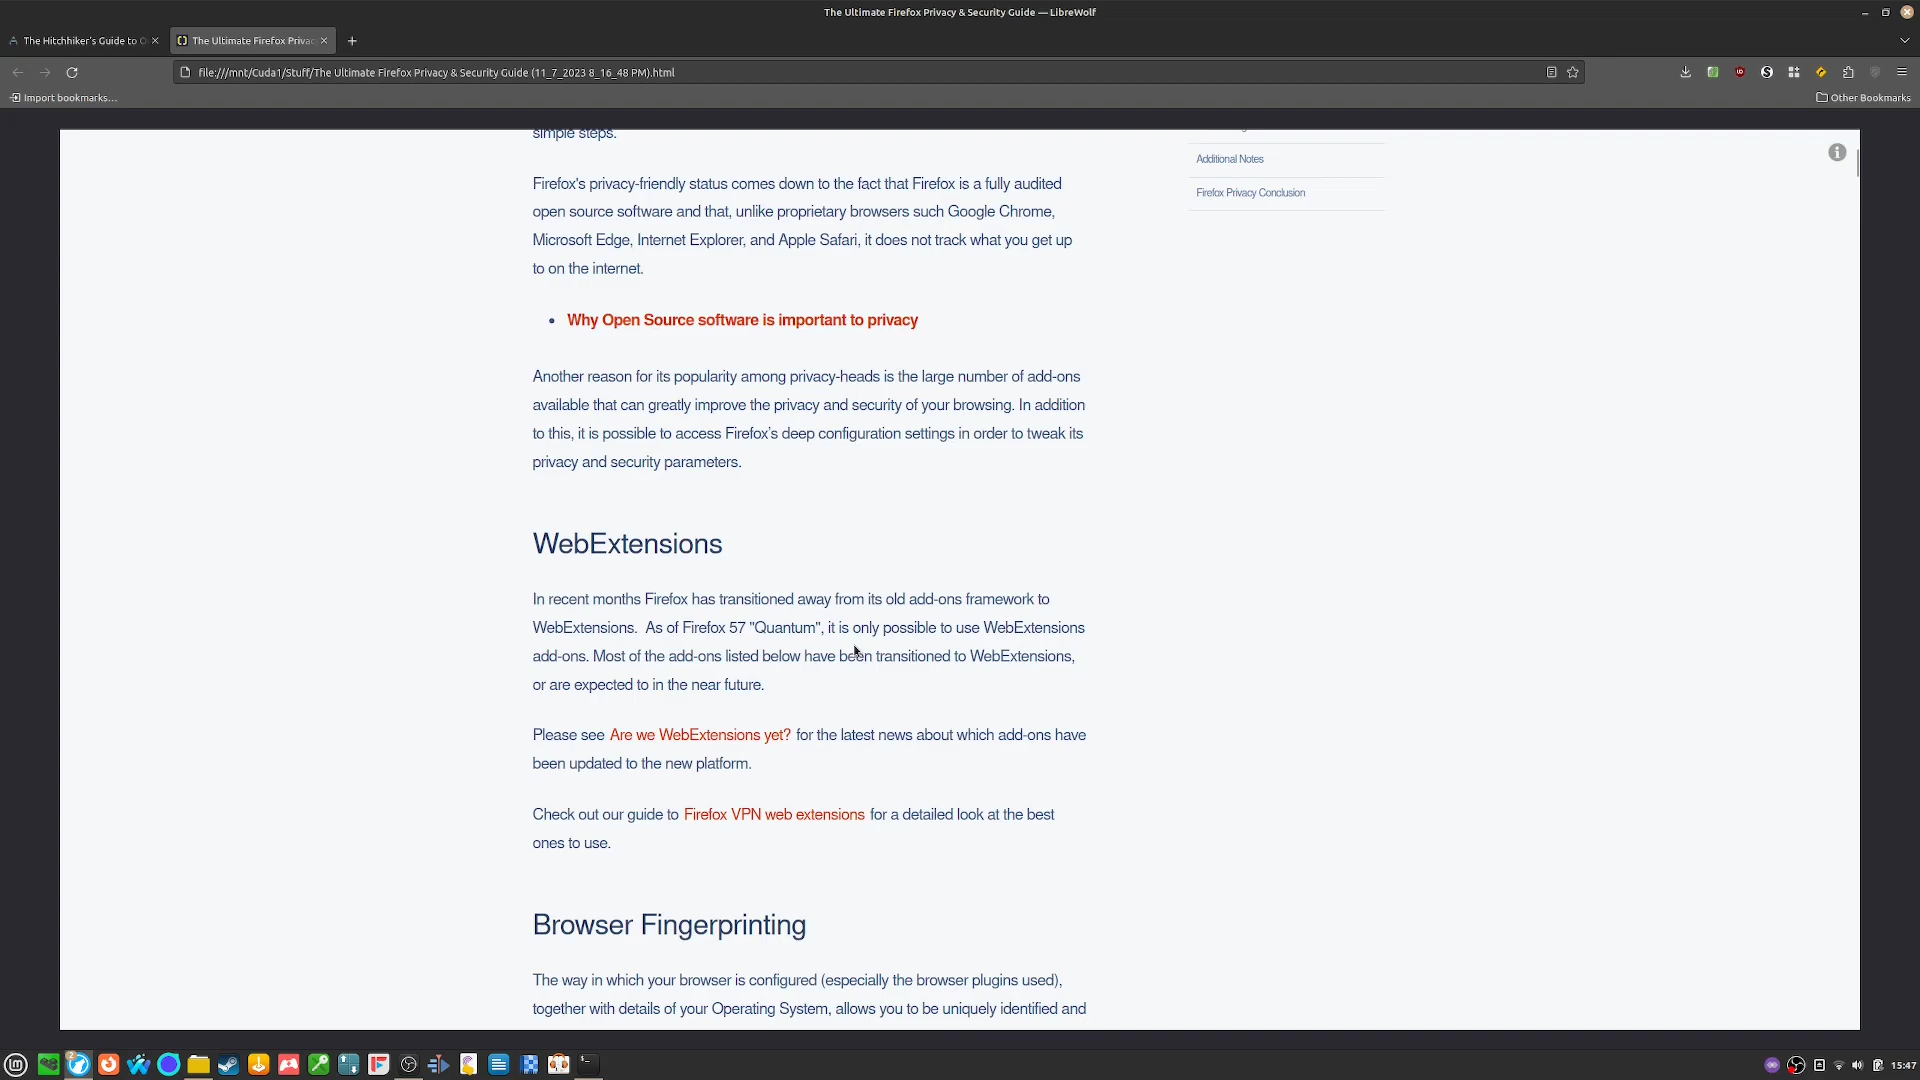 The Ultimate Firefox Privacy & Security Guide — LibreWolf
The Hitchhiker's Guide to
The Ultimate Firefox Privac
file:///mnt/Cuda1/Stuff/The Ultimate Firefox Privacy & Security Guide (11_7_2023 8_16_48 PM).html
Import bookmarks...
Other Bookmarks
simple steps.
Firefox's privacy-friendly status comes down to the fact that Firefox is a fully audited
open source software and that, unlike proprietary browsers such Google Chrome,
Microsoft Edge, Internet Explorer, and Apple Safari, it does not track what you get up
to on the internet.
Why Open Source software is important to privacy
Another reason for its popularity among privacy-heads is the large number of add-ons
available that can greatly improve the privacy and security of your browsing. In addition
to this, it is possible to access Firefox's deep configuration settings in order to tweak its
privacy and security parameters.
WebExtensions
In recent months Firefox has transitioned away from its old add-ons framework to
WebExtensions.  As of Firefox 57 "Quantum", it is only possible to use WebExtensions
add-ons. Most of the add-ons listed below have been transitioned to WebExtensions,
or are expected to in the near future.
Please see Are we WebExtensions yet? for the latest news about which add-ons have
been updated to the new platform.
Check out our guide to Firefox VPN web extensions for a detailed look at the best
ones to use.
Browser Fingerprinting
The way in which your browser is configured (especially the browser plugins used),
together with details of your Operating System, allows you to be uniquely identified and
Additional Notes
Firefox Privacy Conclusion
15:47